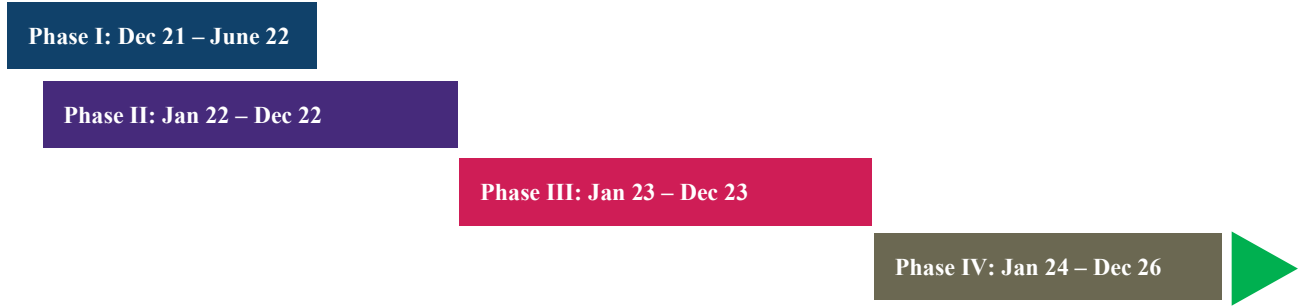 Phase I: Dec 21 – June 22
Phase II: Jan 22 – Dec 22
Phase III: Jan 23 – Dec 23
Phase IV: Jan 24 – Dec 26